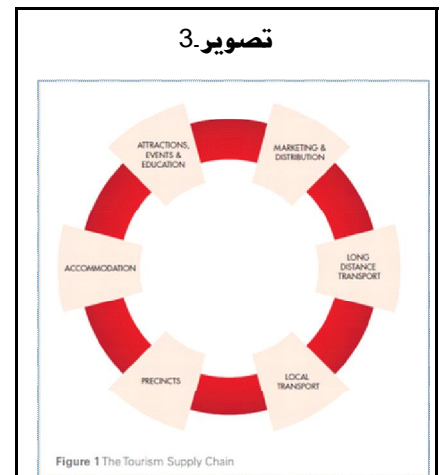 تصوير۔3
ATTRACTIONS,
EVENTS &
EDUCATION
MARKETING &
DISTRIBUTION
ACCOMMODATION
LONG
DISTANCE
TRANSPORT
PRECINCTS
LOCAL
TRANSPORT
Figure 1 The Tourism Supply Chain